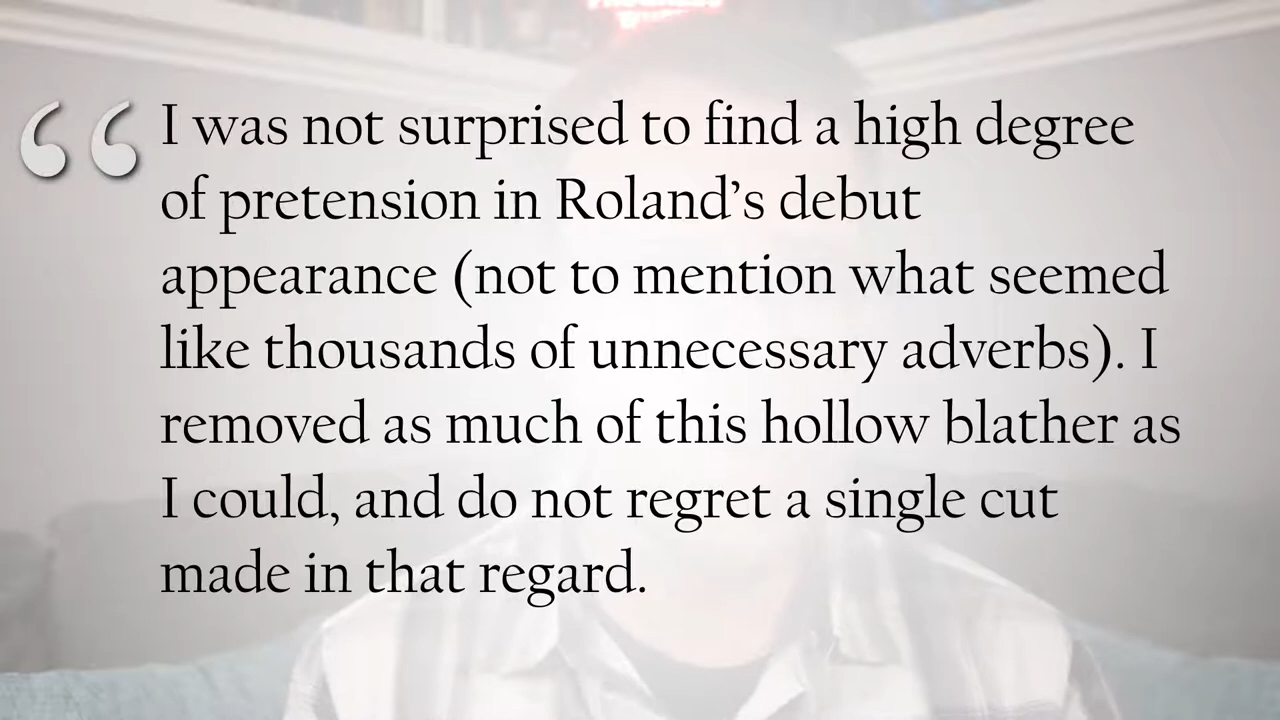 “
I was not surprised to find a high degree
of pretension in Roland’s debut
appearance (not to mention what seemed
like thousands of unnecessary adverbs). I
removed as much of this hollow blather as
I could, and do not regret a single cut
made in that regard.